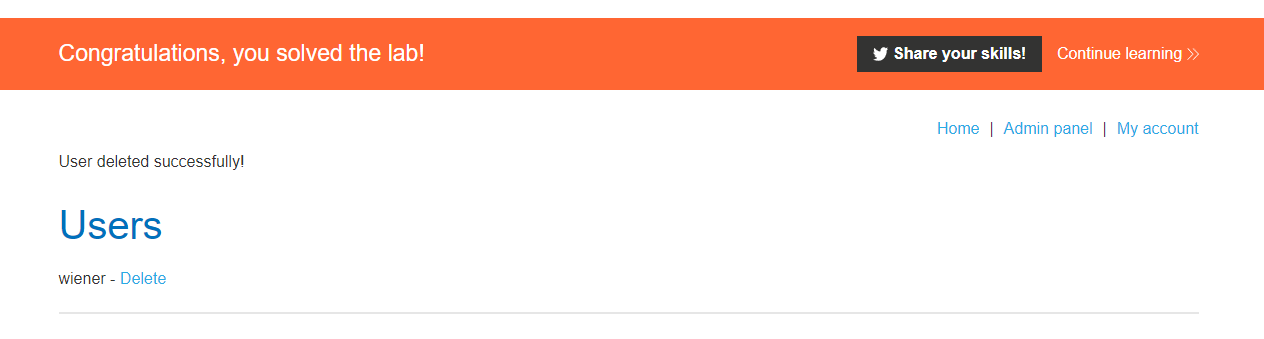 Congratulations, you solved the lab!
Share your skills!
Continue learning
Home | Admin panel | My account
User deleted successfully!
Users
wiener - Delete